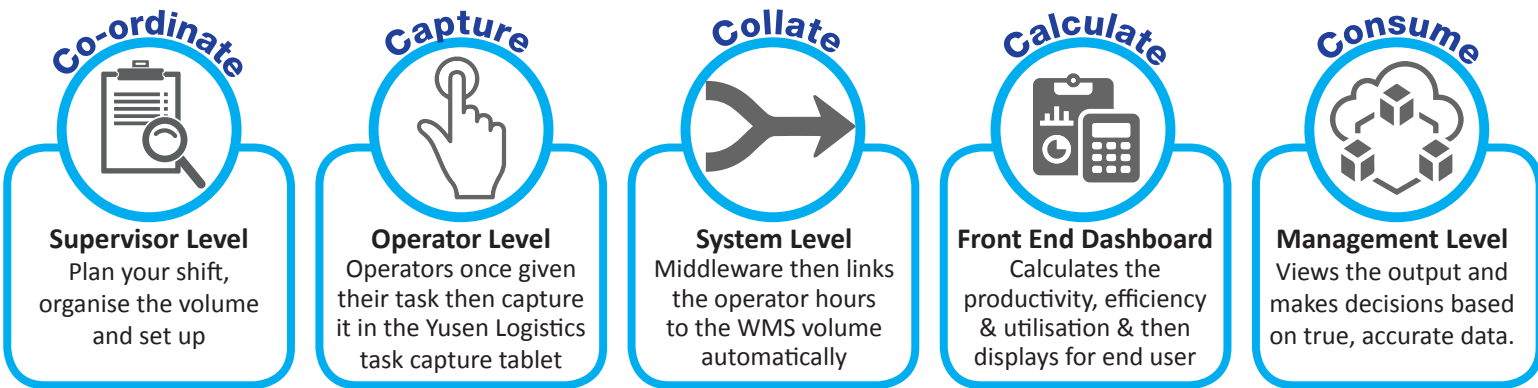 Co-ordinate
Supervisor Level
Plan your shift,
organise the volume
and set up
Capture
Operator Level
Operators once given
their task then capture
it in the Yusen Logistics
task capture tablet
Collate
System Level
Middleware then links
the operator hours
to the WMS volume
automatically
Calculate
Front End Dashboard
Calculates the
productivity, efficiency
& utilisation & then
displays for end user
Consume
Management Level
Views the output and
makes decisions based
on true, accurate data.